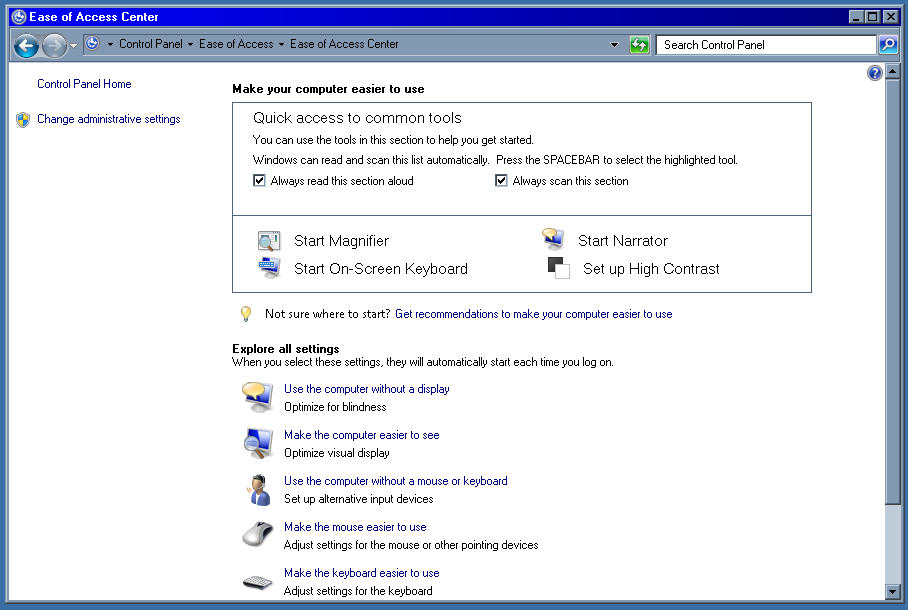 Ease of Access Center
Control Panel Ease of Access Ease of Access Center
Search Control Panel
Control Panel Home
Change administrative settings
Make your computer easier to use
Quick access to common tools
You can use the tools in this section to help you get started.
Windows can read and scan this list automatically. Press the SPACEBAR to select the highlighted tool.
Always read this section aloud
Always scan this section
Start Magnifier
Start Narrator
Start On-Screen Keyboard
Set up High Contrast
Not sure where to start? Get recommendations to make your computer easier to use
Explore all settings
When you select these settings, they will automatically start each time you log on.
Use the computer without a display
Optimize for blindness
Make the computer easier to see
Optimize visual display
Use the computer without a mouse or keyboard
Set up alternative input devices
Make the mouse easier to use
Adjust settings for the mouse or other pointing devices
Make the keyboard easier to use
Adjust settings for the keyboard